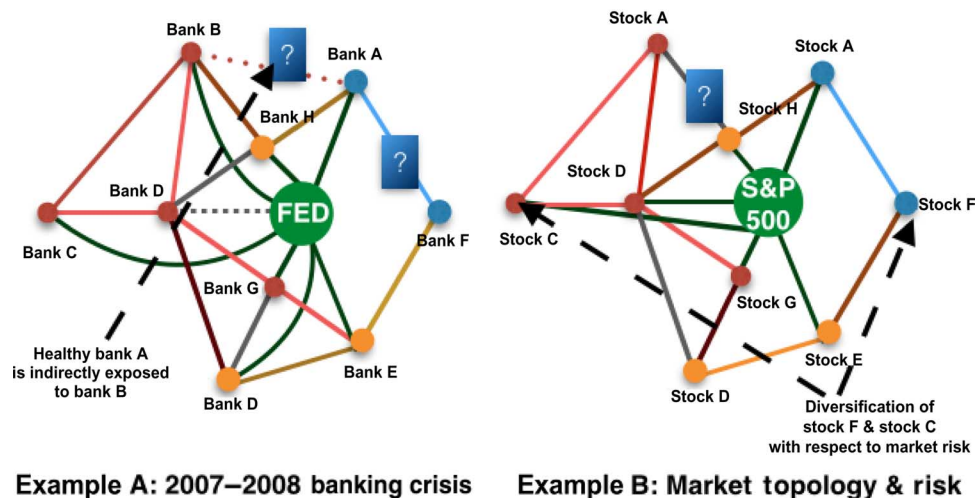 Bank B
?
Bank A
Bank H
?
Bank D
FED
Bank C
Bank F
Bank G
Healthy bank A
is indirectly exposed
to bank B
Bank E
Bank D
Example A: 2007–2008 banking crisis
Stock A
Stock A
?
Stock H
Stock D
S&P
500
Stock F
Stock C
Stock G
Stock E
Stock D
Diversification of
stock F & stock C
with respect to market risk
Example B: Market topology & risk